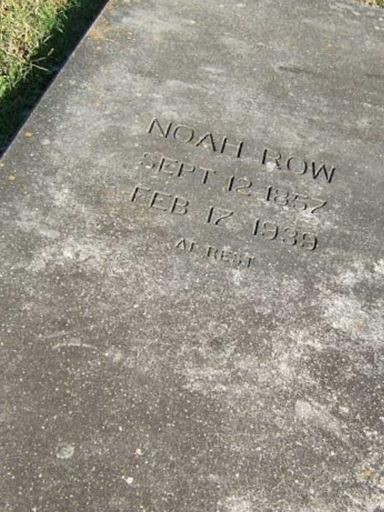 NOAH ROW
SEPT 12 1857
FEB 17 1939
AT REST